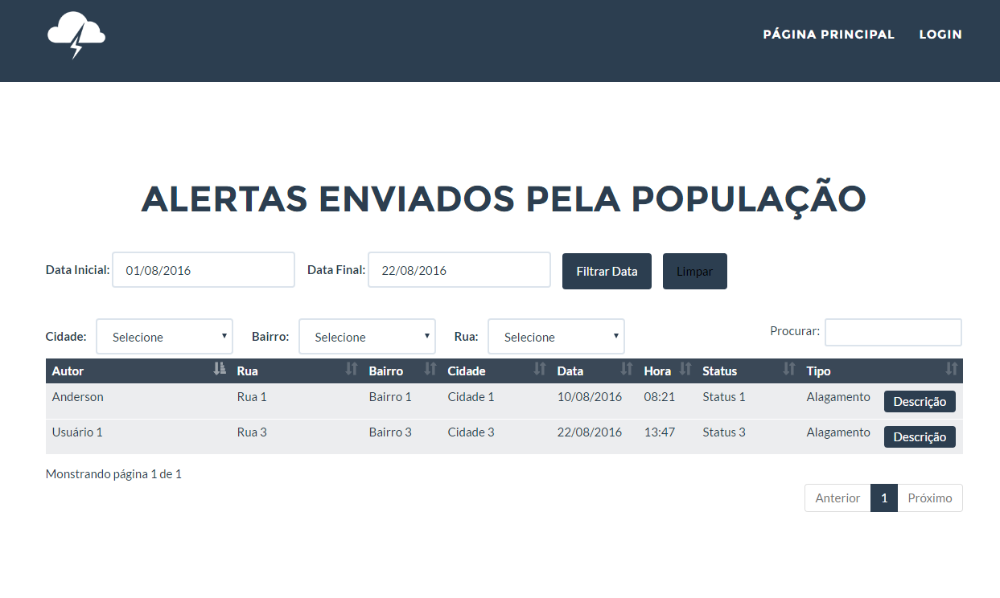 PÁGINA PRINCIPAL LOGIN
ALERTAS ENVIADOS PELA POPULAÇÃO
Data Inicial: 01/08/2016 Data Final: 22/08/2016 Filtrar Data Limpar
Cidade: Selecione Bairro: Selecione Rua: Selecione Procurar:
Autor Rua Bairro Cidade Data Hora Status Tipo
Anderson Rua 1 Bairro 1 Cidade 1 10/08/2016 08:21 Status 1 Alagamento Descrição
Usuário 1 Rua 3 Bairro 3 Cidade 3 22/08/2016 13:47 Status 3 Alagamento Descrição
Monstrando página 1 de 1
Anterior 1 Próximo